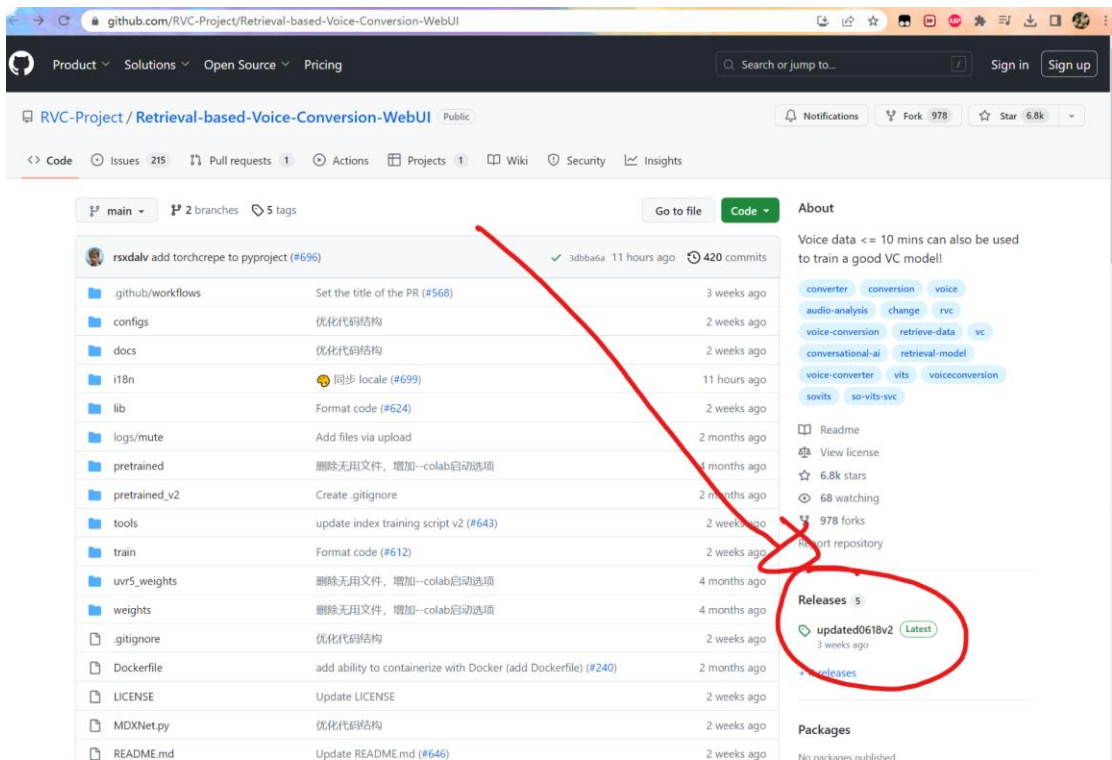 github.com/RVC-Project/Retrieval-based-Voice-Conversion-WebUI
Product Solutions Open Source Pricing Search or jump to... / Sign in Sign up
RVC-Project / Retrieval-based-Voice-Conversion-WebUI Public Notifications Fork 978 Star 6.8k
Code Issues 215 Pull requests 1 Actions Projects 1 Wiki Security Insights
main 2 branches 5 tags Go to file Code
rsxdalv add torchcrepe to pyproject (#696) 3dbba6a 11 hours ago 420 commits
.github/workflows Set the title of the PR (#568) 3 weeks ago
configs 优化代码结构 2 weeks ago
docs 优化代码结构 2 weeks ago
i18n 同步 locale (#699) 11 hours ago
lib Format code (#624) 2 weeks ago
logs/mute Add files via upload 2 months ago
pretrained 删除无用文件，增加--colab启动选项 4 months ago
pretrained_v2 Create .gitignore 2 months ago
tools update index training script v2 (#643) 2 weeks ago
train Format code (#612) 2 weeks ago
uvr5_weights 删除无用文件，增加--colab启动选项 4 months ago
weights 删除无用文件，增加--colab启动选项 4 months ago
.gitignore 优化代码结构 2 weeks ago
Dockerfile add ability to containerize with Docker (add Dockerfile) (#240) 2 months ago
LICENSE Update LICENSE 2 weeks ago
MDXNet.py 优化代码结构 2 weeks ago
README.md Update README.md (#646) 2 weeks ago
About
Voice data <= 10 mins can also be used
to train a good VC model!
converter conversion voice
audio-analysis change rvc
voice-conversion retrieve-data vc
conversational-ai retrieval-model
voice-converter vits voiceconversion
sovits so-vits-svc
Readme
View license
6.8k stars
68 watching
978 forks
Report repository
Releases 5
updated0618v2 Latest
3 weeks ago
+ 4 releases
Packages
No packages published